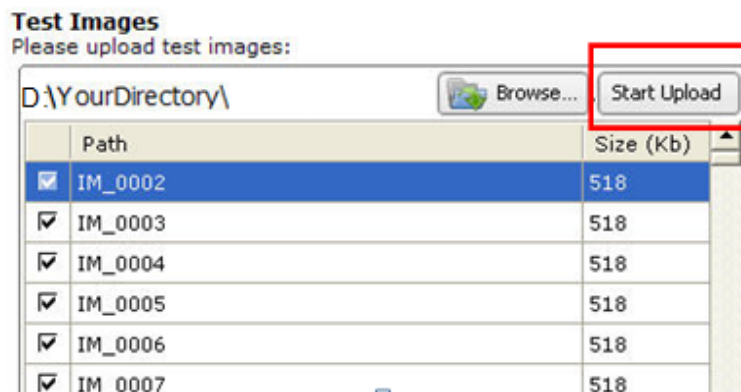 Test Images
Please upload test images:
D:\YourDirectory\ Browse... Start Upload
Path Size (Kb)
IM_0002 518
IM_0003 518
IM_0004 518
IM_0005 518
IM_0006 518
IM_0007 518